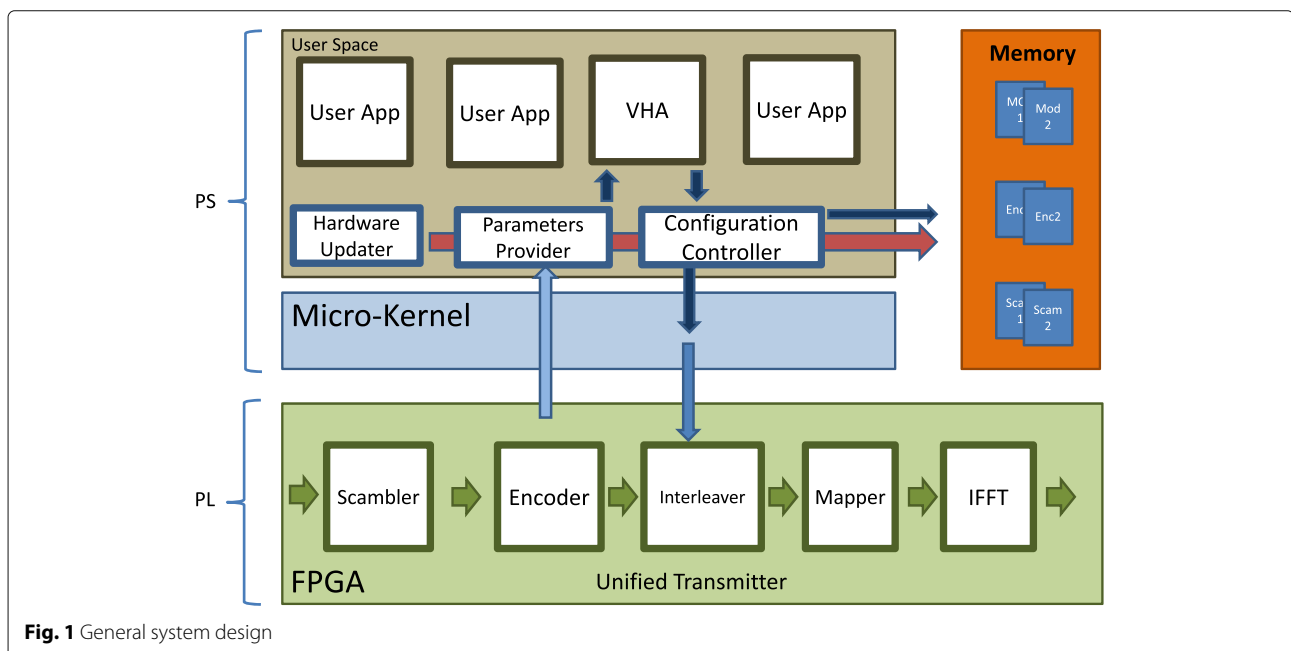 User Space
User App
User App
VHA
User App
Hardware
Updater
Parameters
Provider
Configuration
Controller
PS
Micro-Kernel
Memory
1
Mod
2
Enc2
1
Scam
2
PL
Scambler
Encoder
Interleaver
Mapper
IFFT
FPGA
Unified Transmitter
Fig. 1 General system design